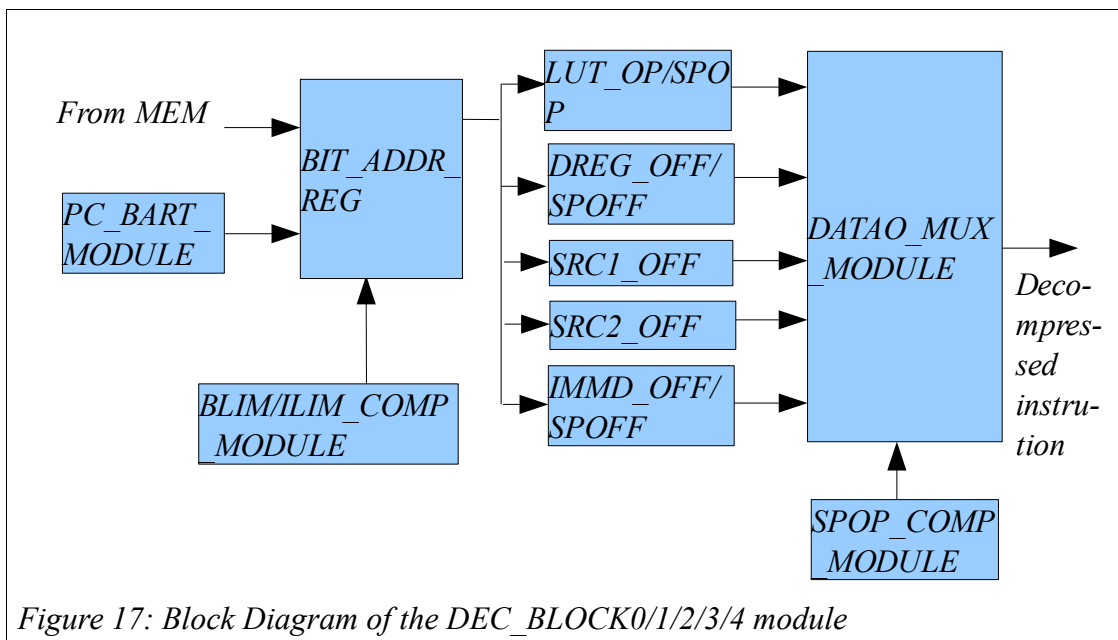 From MEM
PC_BART_
MODULE
BIT_ADDR_
REG
BLIM/ILIM_COMP
_MODULE
LUT_OP/SPO
P
DREG_OFF/
SPOFF
SRC1_OFF
SRC2_OFF
IMMD_OFF/
SPOFF
DATAO_MUX
_MODULE
SPOP_COMP
_MODULE
Deco-
mpres-
sed
instru-
tion
Figure 17: Block Diagram of the DEC_BLOCK0/1/2/3/4 module